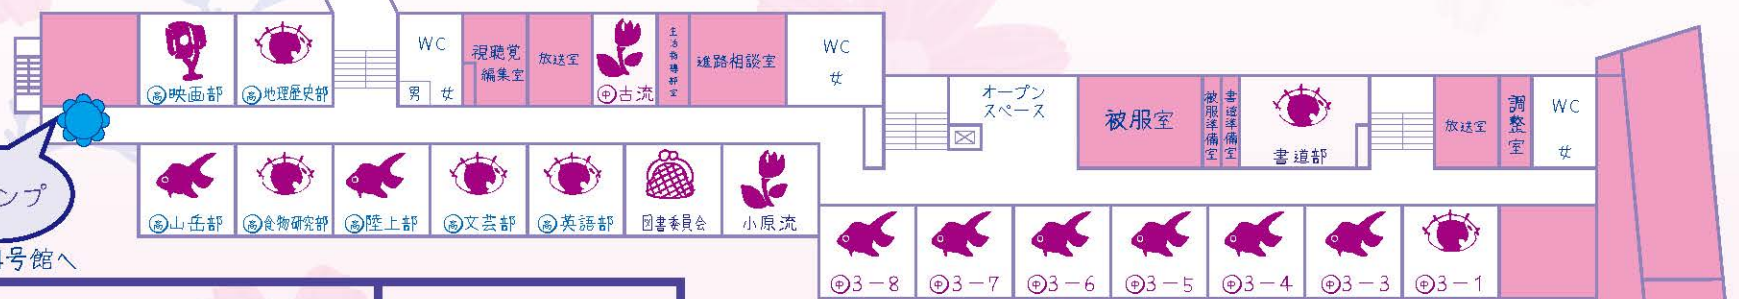 WC
男 女
視聴覚
編集室
放送室
生活指導部室
進路相談室
WC
女
㊥古流
高映画部
高地理歴史部
オープン
スペース
被服室
被服準備室
書道準備室
書道部
放送室
調整室
WC
女
ンプ
号館へ
高山岳部
高食物研究部
高陸上部
高文芸部
高英語部
図書委員会
小原流
㊥3-8
㊥3-7
㊥3-6
㊥3-5
㊥3-4
㊥3-3
㊥3-1